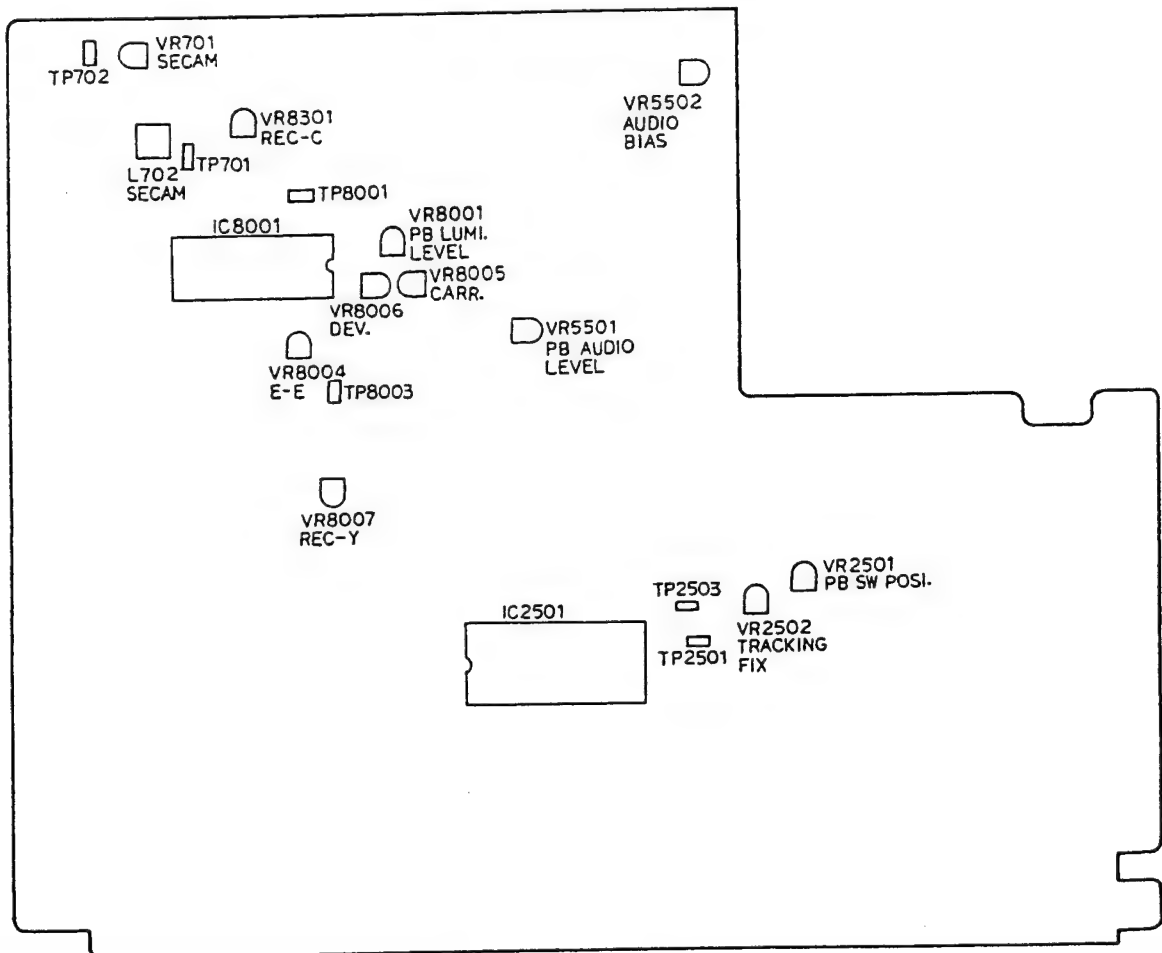 VR701
SECAM
TP702
VR5502
AUDIO
BIAS
VR8301
REC-C
TP701
L702
SECAM
TP8001
IC8001
VR8001
PB LUMI.
LEVEL
VR8005
CARR.
VR8006
DEV.
VR5501
PB AUDIO
LEVEL
VR8004
E-E
TP8003
VR8007
REC-Y
VR2501
PB SW POSI.
TP2503
IC2501
VR2502
TRACKING
FIX
TP2501